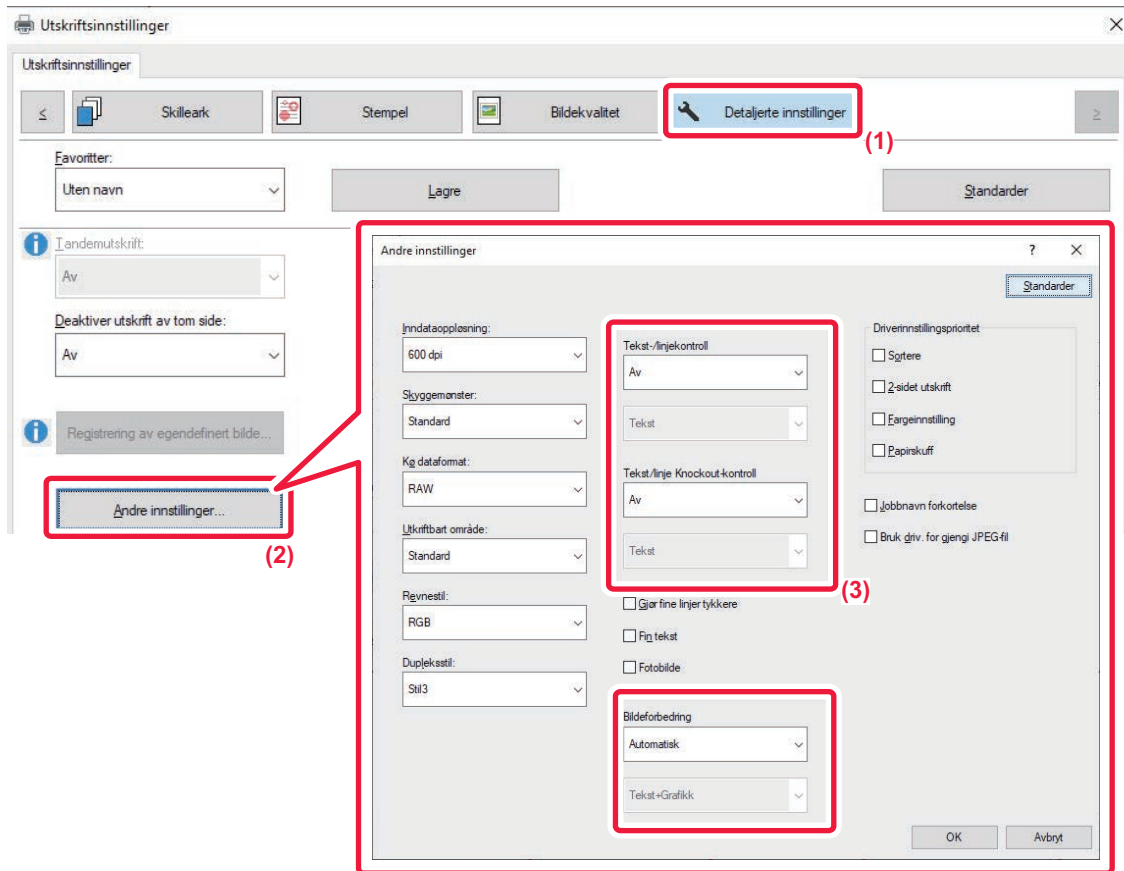 Utskriftsinnstillinger
Utskriftsinnstillinger
Skilleark
Stempel
Bildekvalitet
Detaljerte innstillinger
(1)
Favoritter:
Uten navn
Lagre
Standarder
Tandemutskrift:
Av
Deaktiver utskrift av tom side:
Av
Registrering av egendefinert bilde...
Andre innstillinger...
(2)
Andre innstillinger
?
Standarder
Inndataoppløsning:
600 dpi
Skyggemønster:
Standard
Kø dataformat:
RAW
Utkriftbart område:
Standard
Revnestil:
RGB
Dupleksstil:
Stil3
Tekst-/linjekontroll
Av
Tekst
Tekst/linje Knockout-kontroll
Av
Tekst
(3)
Gjør fine linjer tykkere
Fin tekst
Fotobilde
Bildeforbedring
Automatisk
Tekst+Grafikk
Driverinnstillingsprioritet
Sortere
2-sidet utskrift
Fargeinnstilling
Papirskuff
Jobbnavn forkortelse
Bruk driv. for gjengi JPEG-fil
OK
Avbryt